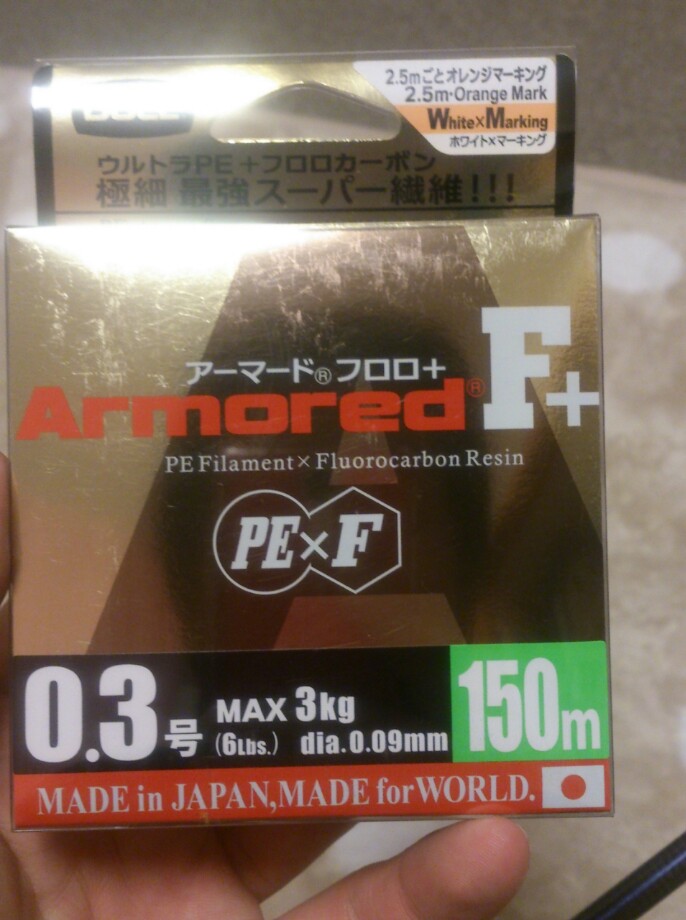 2.5mごとオレンジマーキング
2.5m・Orange Mark
White×Marking
ホワイト×マーキング
ウルトラPE+フロロカーボン
極細 最強スーパー繊維!!!
アーマード®フロロ+
Armored® F+
PE Filament×Fluorocarbon Resin
PE×F
0.3号 MAX 3kg
(6Lbs.) dia.0.09mm
150m
MADE in JAPAN,MADE for WORLD.